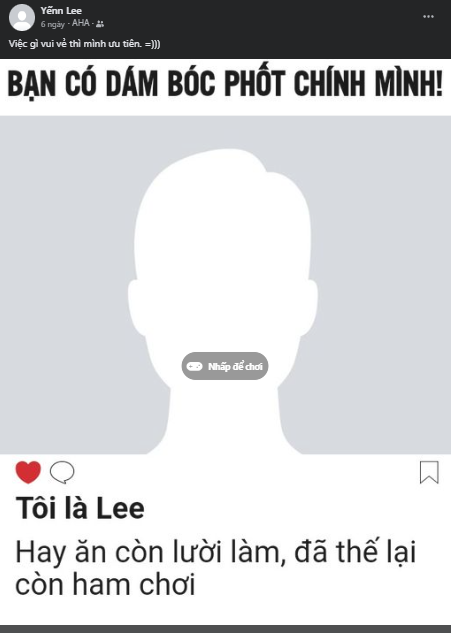 Yếnn Lee
6 ngày · AHA ·
Việc gì vui vẻ thì mình ưu tiên. =)))
BẠN CÓ DÁM BÓC PHỐT CHÍNH MÌNH!
Nhấp để chơi
Tôi là Lee
Hay ăn còn lười làm, đã thế lại
còn ham chơi